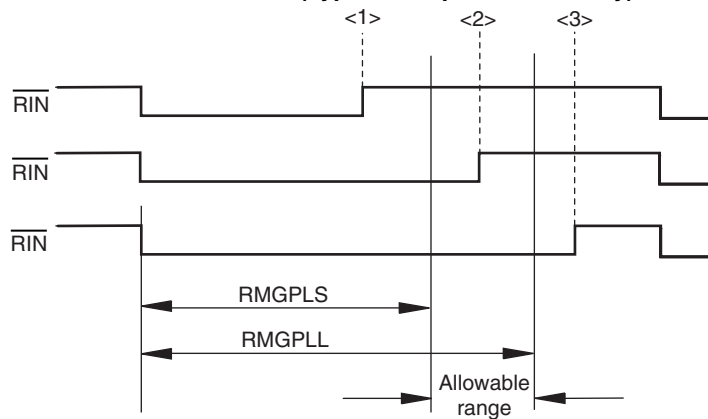 <1> <2> <3>
RIN
RIN
RIN
RMGPLS
RMGPLL
Allowable
range